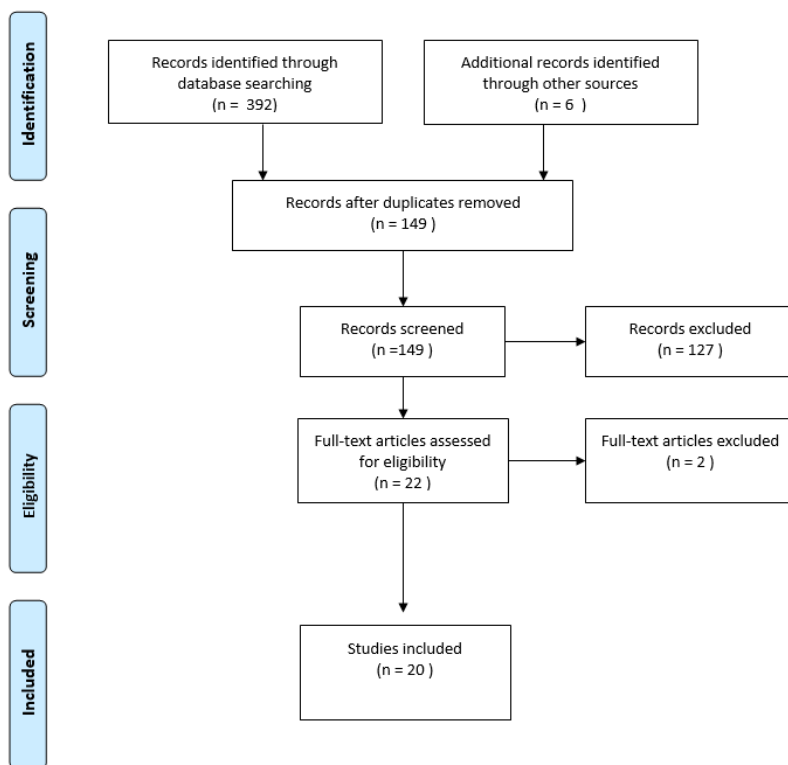 Identification
Records identified through
database searching
(n =  392)
Additional records identified
through other sources
(n = 6  )
Records after duplicates removed
(n = 149 )
Screening
Records screened
(n =149 )
Records excluded
(n = 127 )
Eligibility
Full-text articles assessed
for eligibility
(n = 22 )
Full-text articles excluded
(n = 2 )
Included
Studies included
(n = 20 )